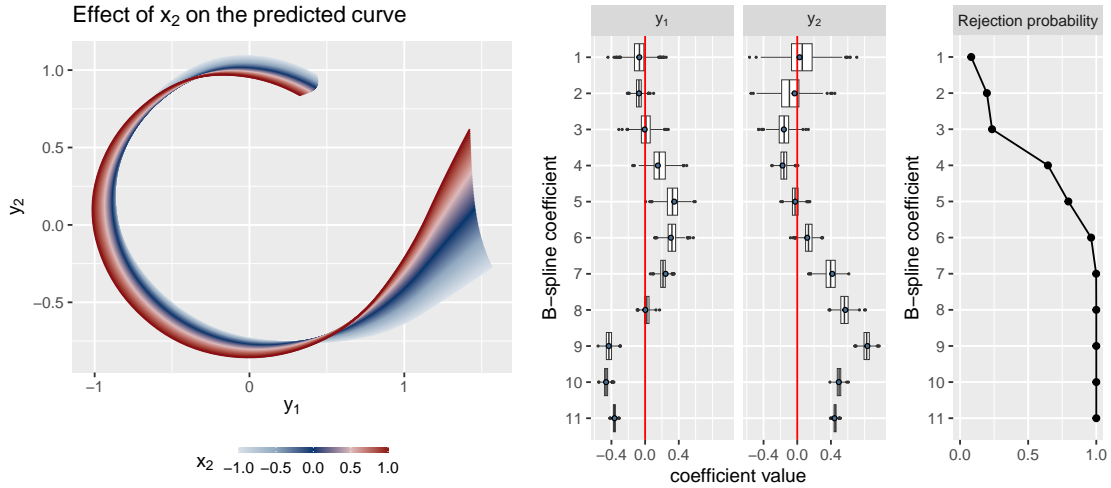 Effect of x2 on the predicted curve
1.0
0.5
0.0
−0.5
y2
−1
0
1
y1
x2
−1.0 −0.5 0.0 0.5 1.0
y1
y2
B−spline coefficient
1
2
3
4
5
6
7
8
9
10
11
−0.4 0.0 0.4
−0.4 0.0 0.4
coefficient value
Rejection probability
B−spline coefficient
1
2
3
4
5
6
7
8
9
10
11
0.0
0.5
1.0